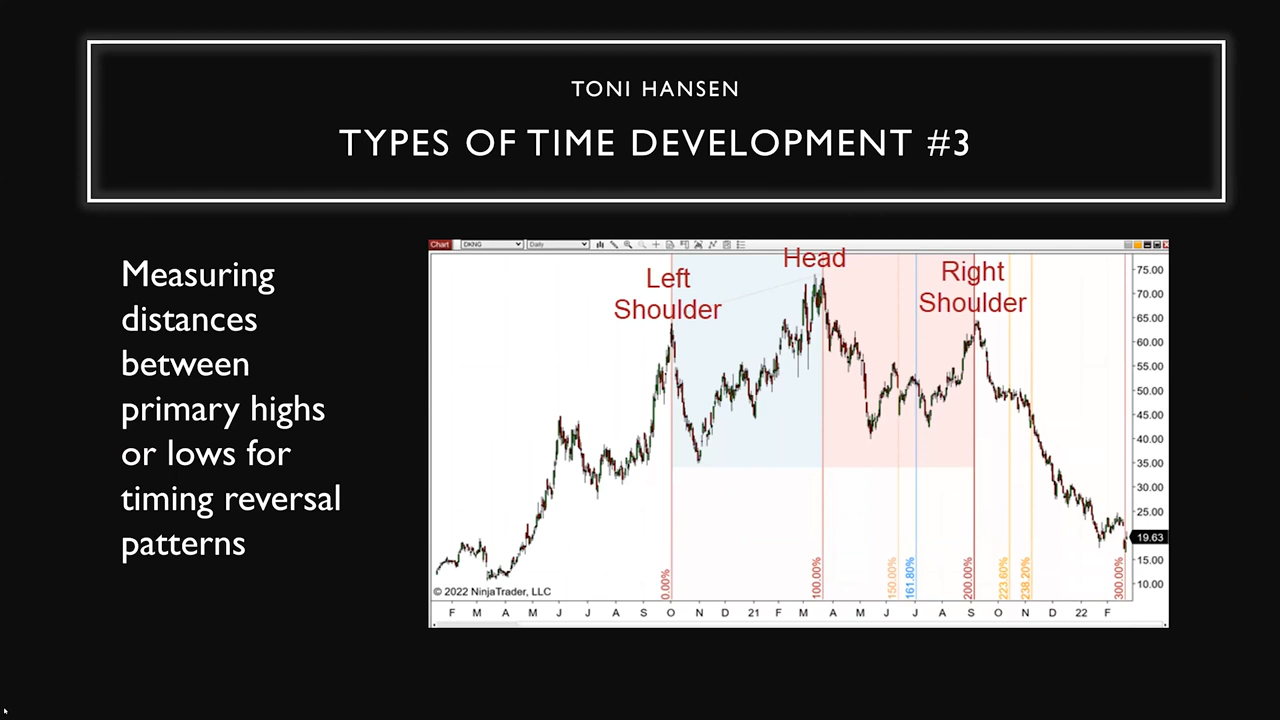 TONI HANSEN
TYPES OF TIME DEVELOPMENT #3
Measuring
distances
between
primary highs
or lows for
timing reversal
patterns
Chart
DKNG
Daily
Left
Shoulder
Head
Right
Shoulder
75.00
70.00
65.00
60.00
55.00
50.00
45.00
40.00
35.00
30.00
25.00
19.63
15.00
10.00
0.00%
100.00%
150.00%
161.80%
200.00%
223.60%
238.20%
300.00%
© 2022 NinjaTrader, LLC
F M A M J J A S O N D 21 F M A M J J A S O N D 22 F